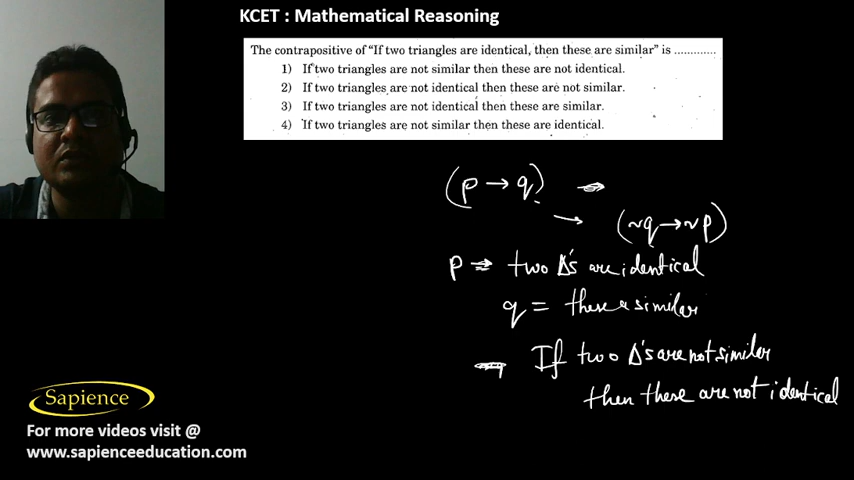 KCET : Mathematical Reasoning
The contrapositive of "If two triangles are identical, then these are similar" is ............
1) If two triangles are not similar then these are not identical.
2) If two triangles are not identical then these are not similar.
3) If two triangles are not identical then these are similar.
4) If two triangles are not similar then these are identical.
(p → q)
→ (~q → ~p)
p → two Δ's are identical
q = these are similar
If two Δ's are not similar
then these are not identical
Sapience
For more videos visit @
www.sapienceeducation.com